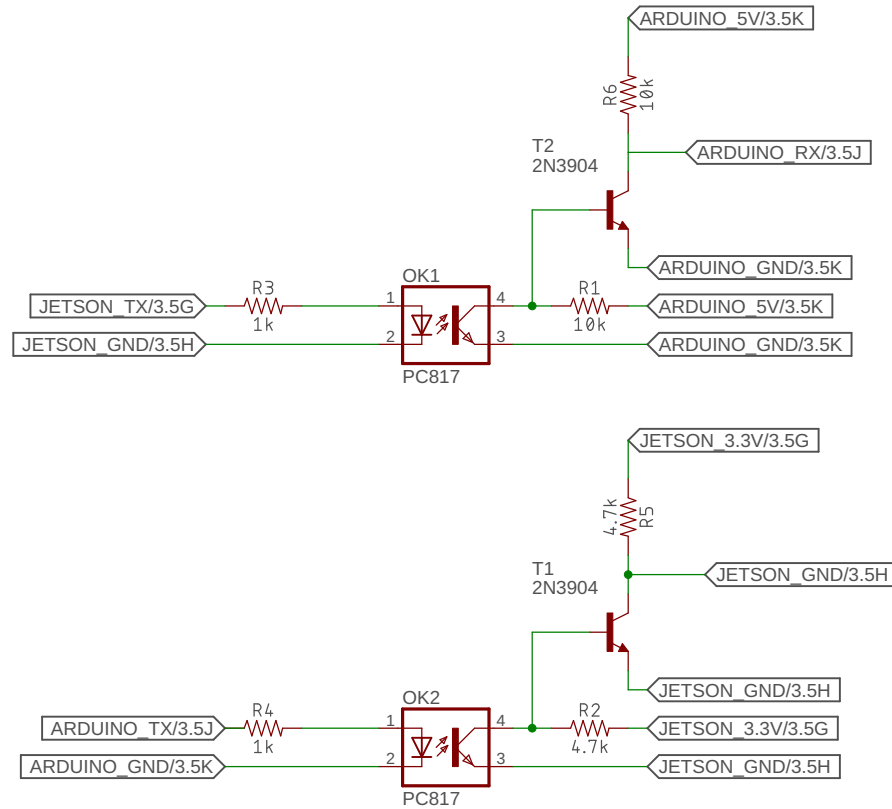 ARDUINO_5V/3.5K
R6
10k
ARDUINO_RX/3.5J
T2
2N3904
ARDUINO_GND/3.5K
OK1
R3
R1
JETSON_TX/3.5G
1
4
ARDUINO_5V/3.5K
1k
10k
JETSON_GND/3.5H
2
3
ARDUINO_GND/3.5K
PC817
JETSON_3.3V/3.5G
4.7k
R5
T1
2N3904
JETSON_GND/3.5H
JETSON_GND/3.5H
OK2
R4
R2
ARDUINO_TX/3.5J
1
4
JETSON_3.3V/3.5G
1k
4.7k
ARDUINO_GND/3.5K
2
3
JETSON_GND/3.5H
PC817